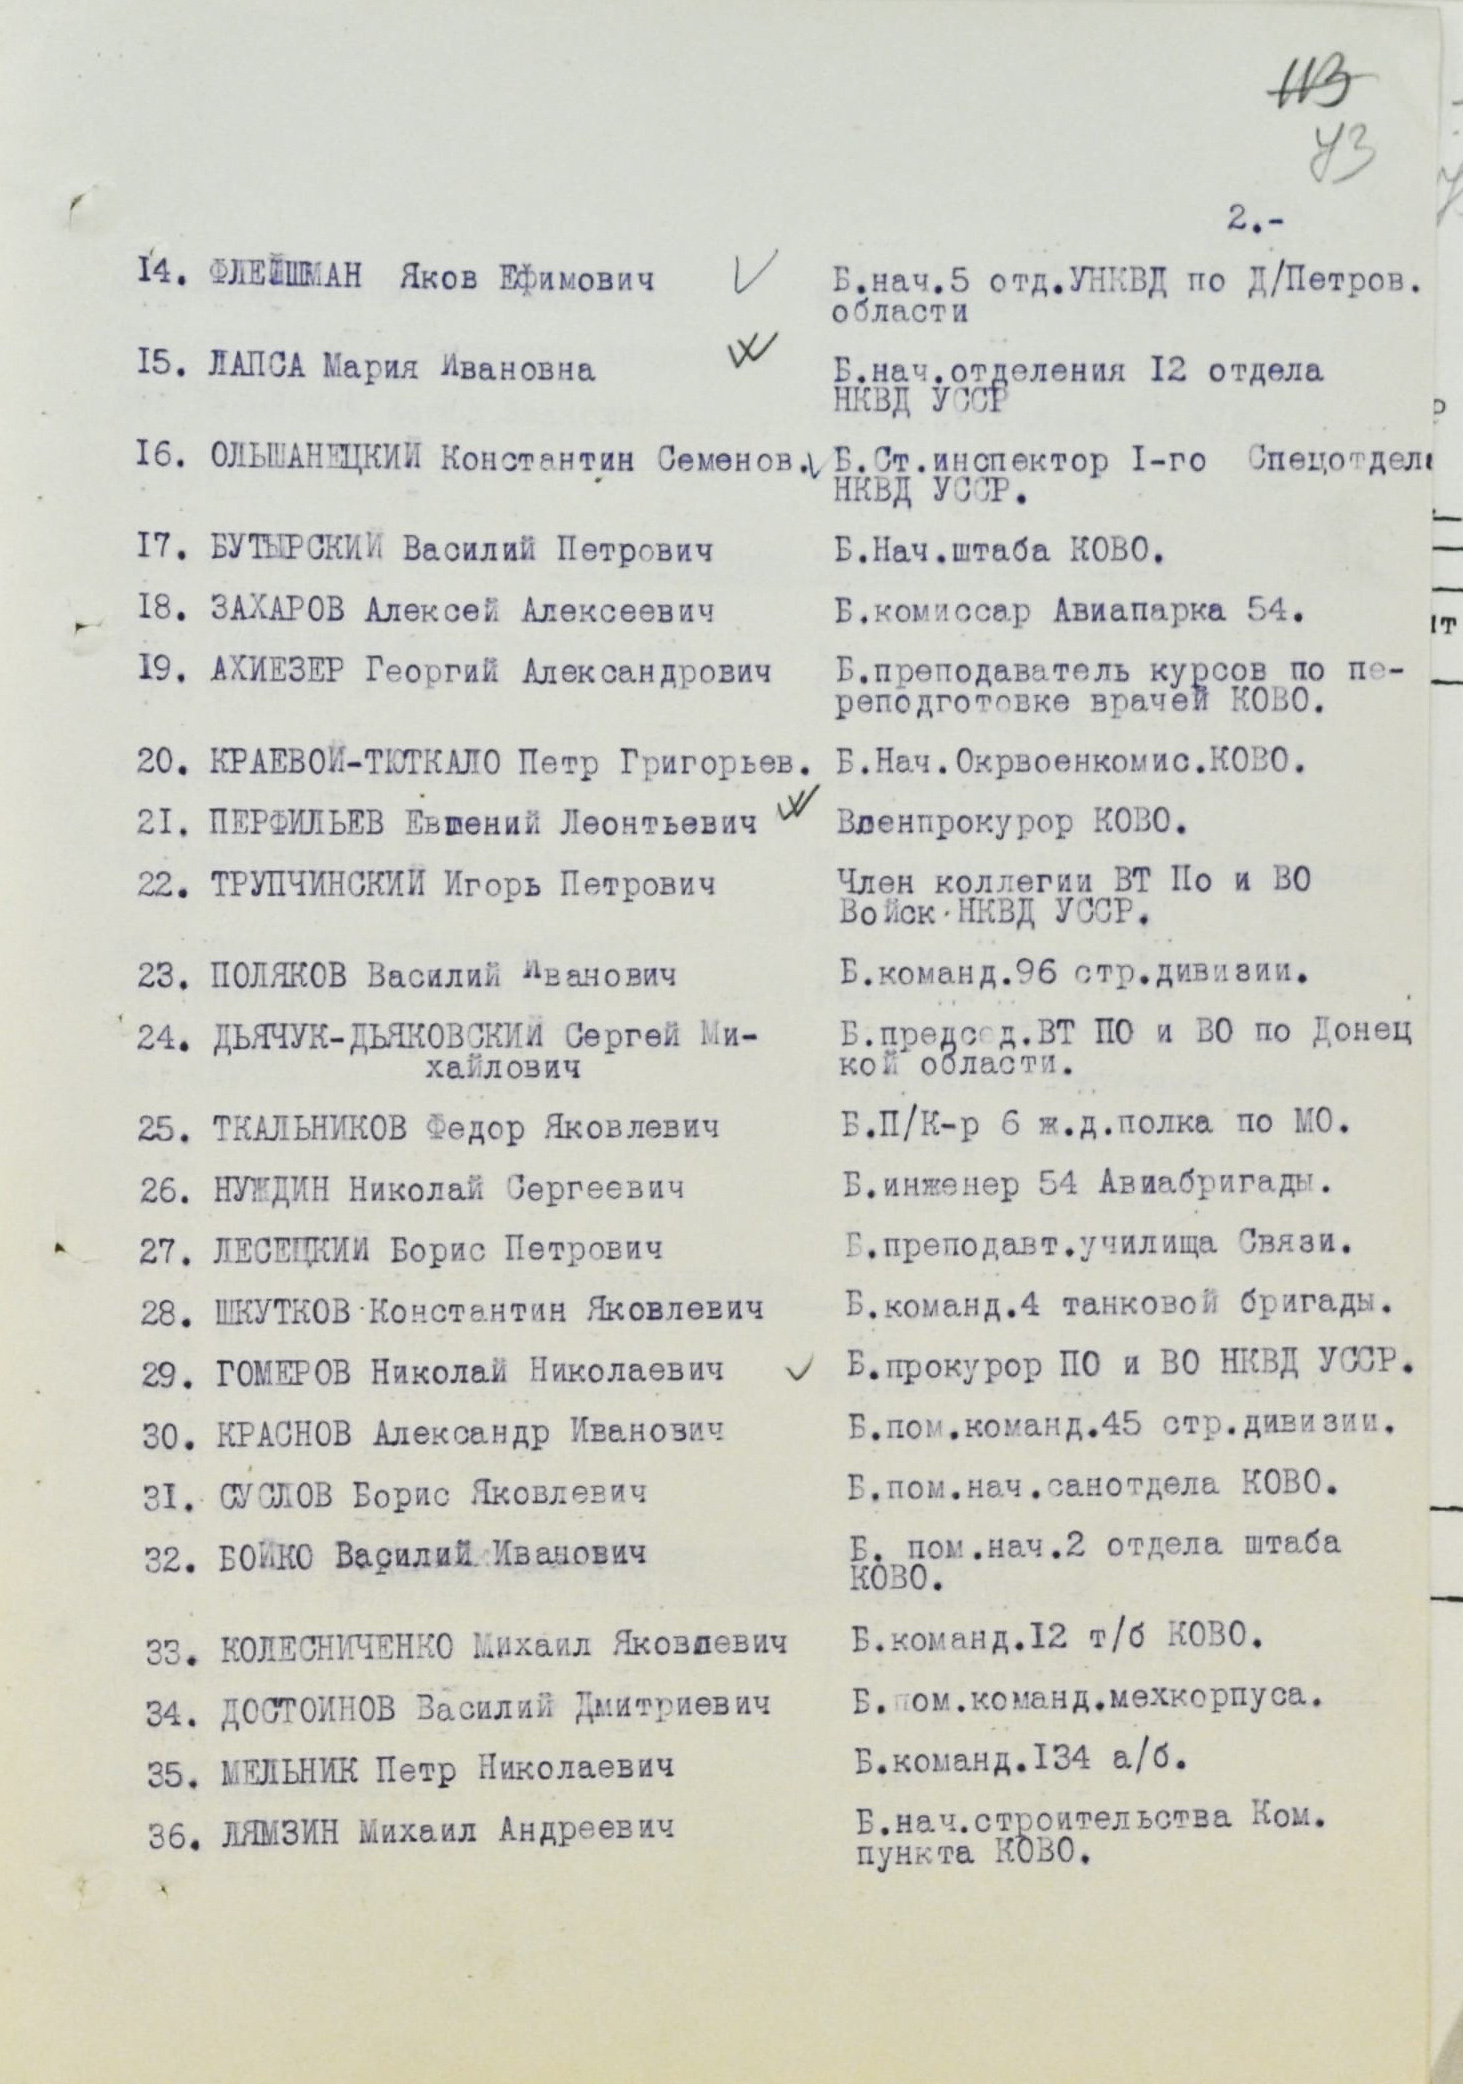 113
73
2.-
14. ФЛЕЙШМАН Яков Ефимович Б.нач.5 отд.УНКВД по Д/Петров.
области
15. ЛАПСА Мария Ивановна Б.нач.отделения 12 отдела
НКВД УССР
16. ОЛЬШАНЕЦКИЙ Константин Семенов. Б.Ст.инспектор I-го Спецотдела
НКВД УССР.
17. БУТЫРСКИЙ Василий Петрович Б.Нач.штаба КОВО.
18. ЗАХАРОВ Алексей Алексеевич Б.комиссар Авиапарка 54.
19. АХИЕЗЕР Георгий Александрович Б.преподаватель курсов по пе-
реподготовке врачей КОВО.
20. КРАЕВОЙ-ТЮТКАЛО Петр Григорьев. Б.Нач.Окрвоенкомис.КОВО.
21. ПЕРФИЛЬЕВ Евгений Леонтьевич Военпрокурор КОВО.
22. ТРУПЧИНСКИЙ Игорь Петрович Член коллегии ВТ По и ВО
Войск НКВД УССР.
23. ПОЛЯКОВ Василий Иванович Б.команд.96 стр.дивизии.
24. ДЬЯЧУК-ДЬЯКОВСКИЙ Сергей Ми- Б.председ.ВТ ПО и ВО по Донец
хайлович кой области.
25. ТКАЛЬНИКОВ Федор Яковлевич Б.П/К-р 6 ж.д.полка по МО.
26. НУЖДИН Николай Сергеевич Б.инженер 54 Авиабригады.
27. ЛЕСЕЦКИЙ Борис Петрович Б.преподавт.училища Связи.
28. ШКУТКОВ Константин Яковлевич Б.команд.4 танковой бригады.
29. ГОМЕРОВ Николай Николаевич Б.прокурор ПО и ВО НКВД УССР.
30. КРАСНОВ Александр Иванович Б.пом.команд.45 стр.дивизии.
31. СУСЛОВ Борис Яковлевич Б.пом.нач.санотдела КОВО.
32. БОЙКО Василий Иванович Б. пом.нач.2 отдела штаба
КОВО.
33. КОЛЕСНИЧЕНКО Михаил Яковлевич Б.команд.12 т/б КОВО.
34. ДОСТОИНОВ Василий Дмитриевич Б.пом.команд.мехкорпуса.
35. МЕЛЬНИК Петр Николаевич Б.команд.134 а/б.
36. ЛЯМЗИН Михаил Андреевич Б.нач.строительства Ком.
пункта КОВО.